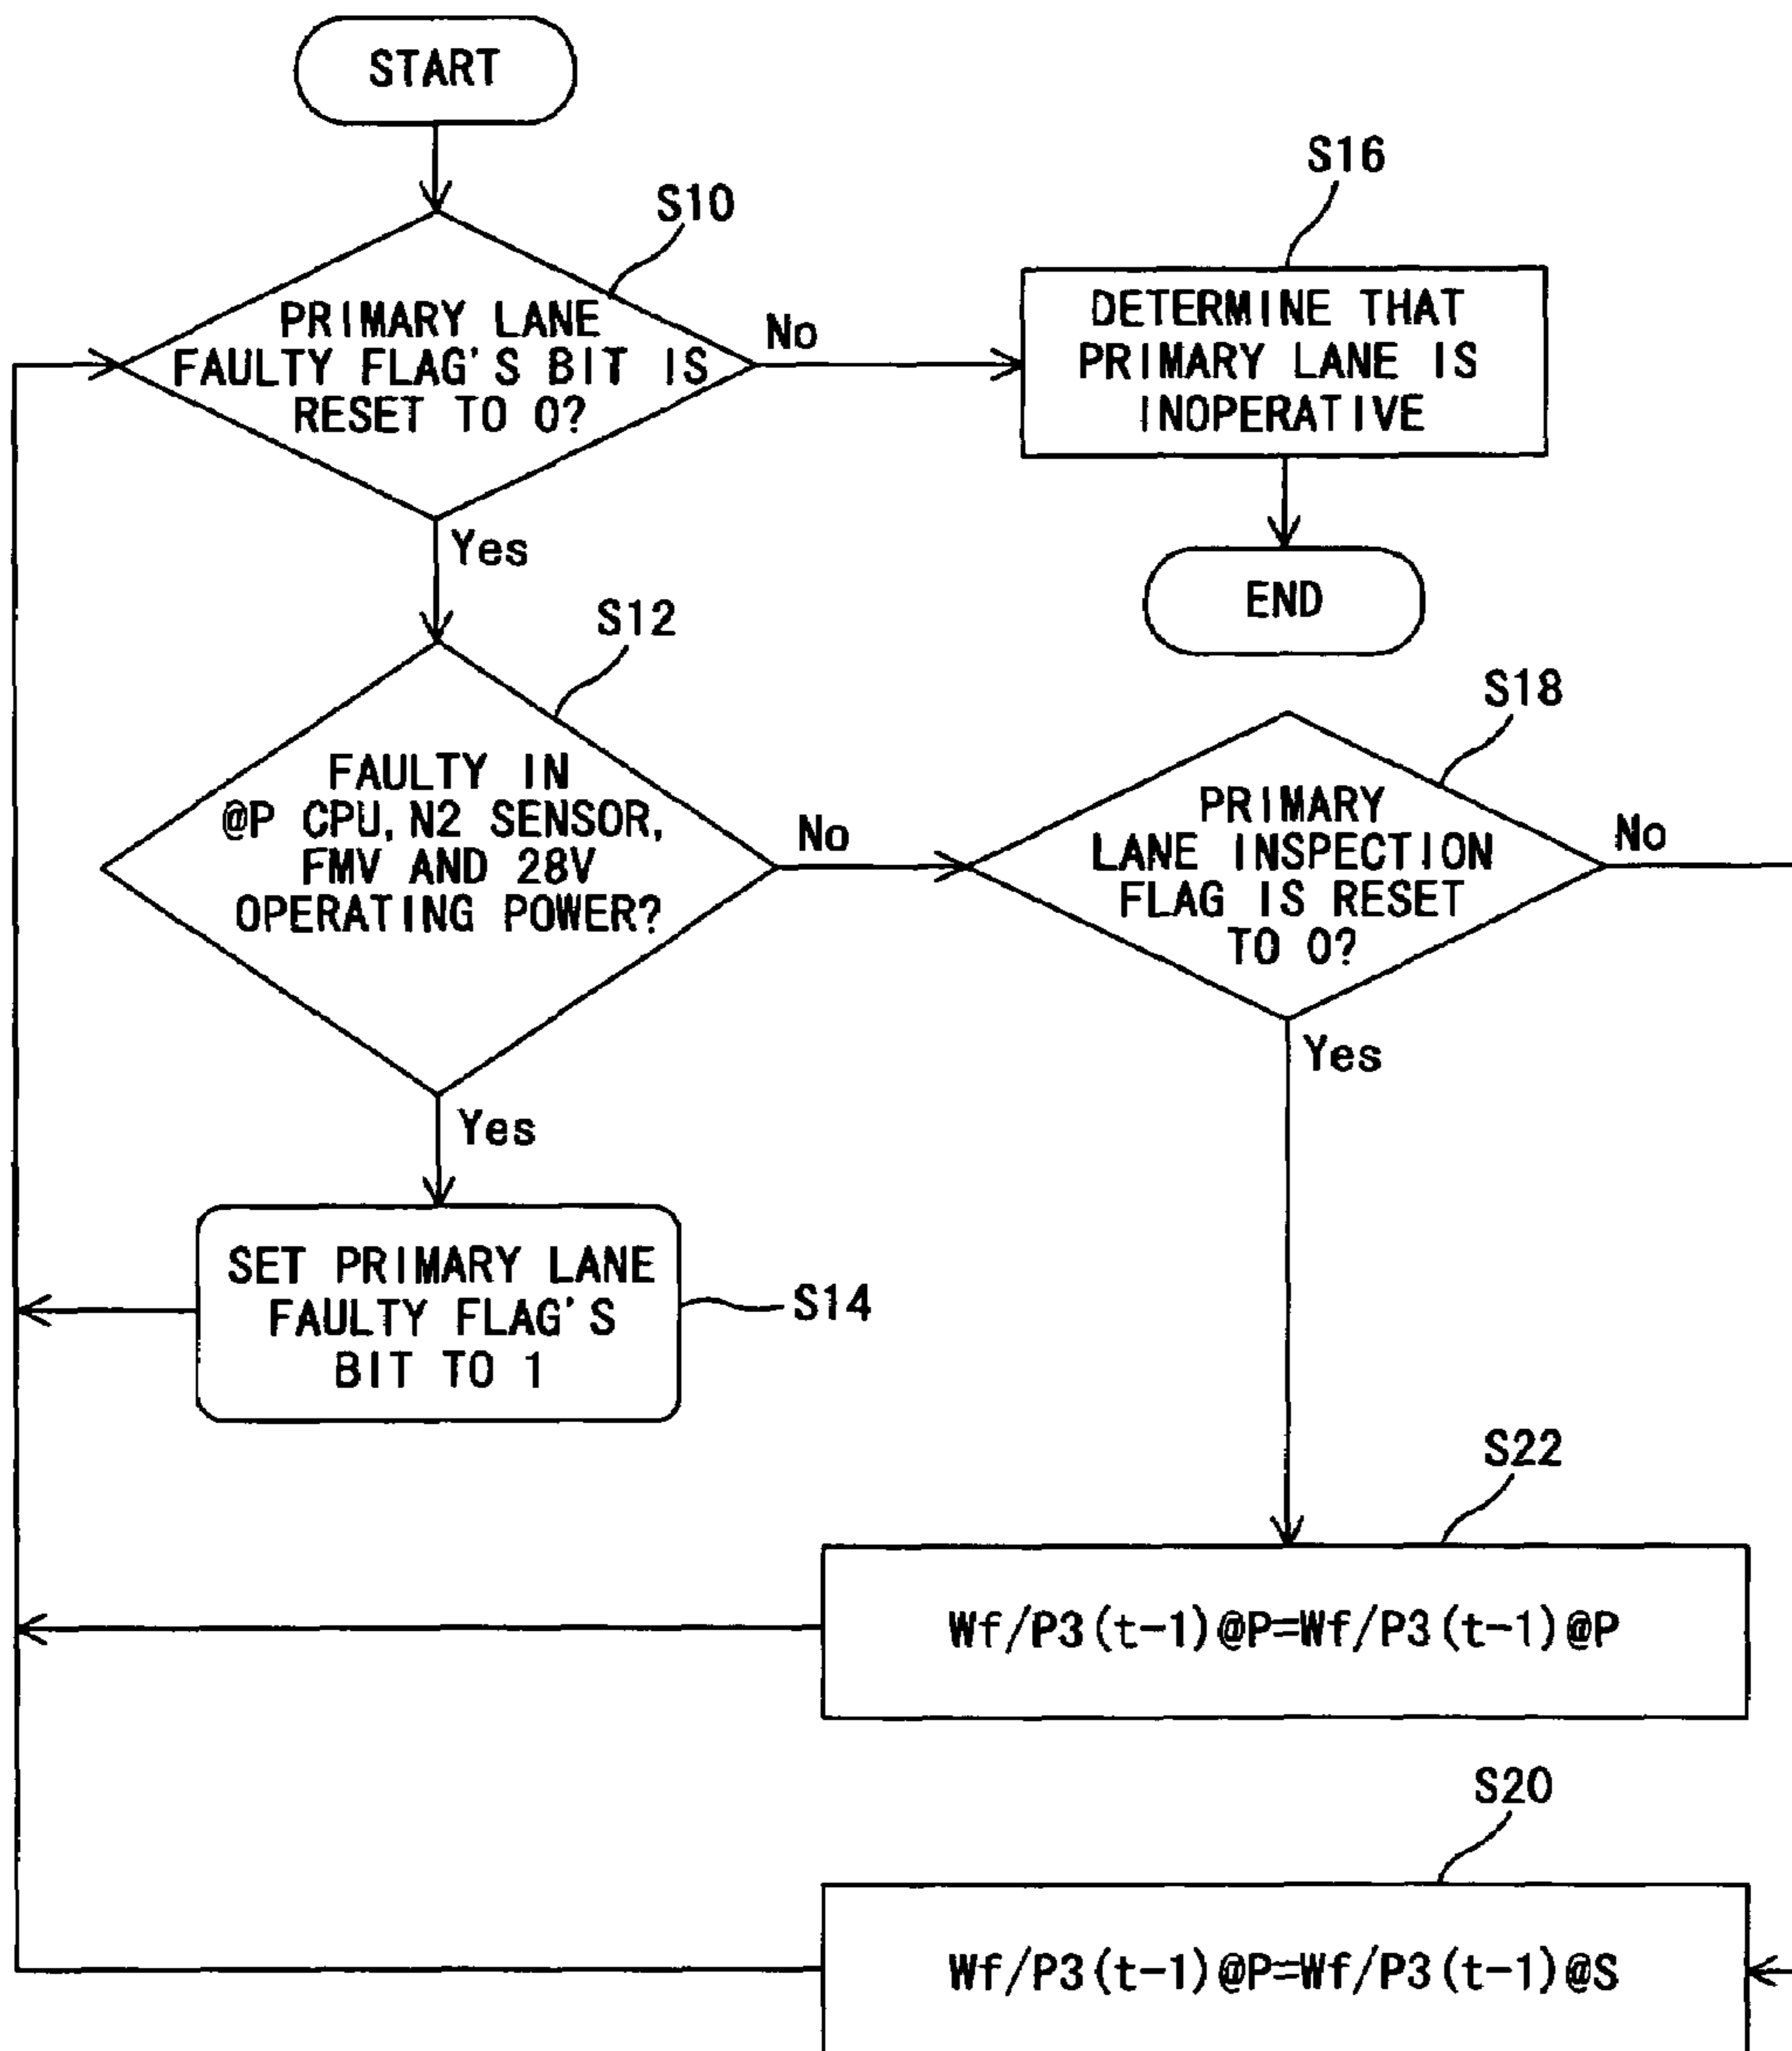 START
S10
PRIMARY LANE
FAULTY FLAG'S BIT IS
RESET TO 0?
No
Yes
S16
DETERMINE THAT
PRIMARY LANE IS
INOPERATIVE
END
S12
FAULTY IN
@P CPU, N2 SENSOR,
FMV AND 28V
OPERATING POWER?
No
Yes
S18
PRIMARY
LANE INSPECTION
FLAG IS RESET
TO 0?
No
Yes
SET PRIMARY LANE
FAULTY FLAG'S
BIT TO 1
S14
S22
Wf/P3(t-1)@P=Wf/P3(t-1)@P
S20
Wf/P3(t-1)@P=Wf/P3(t-1)@S